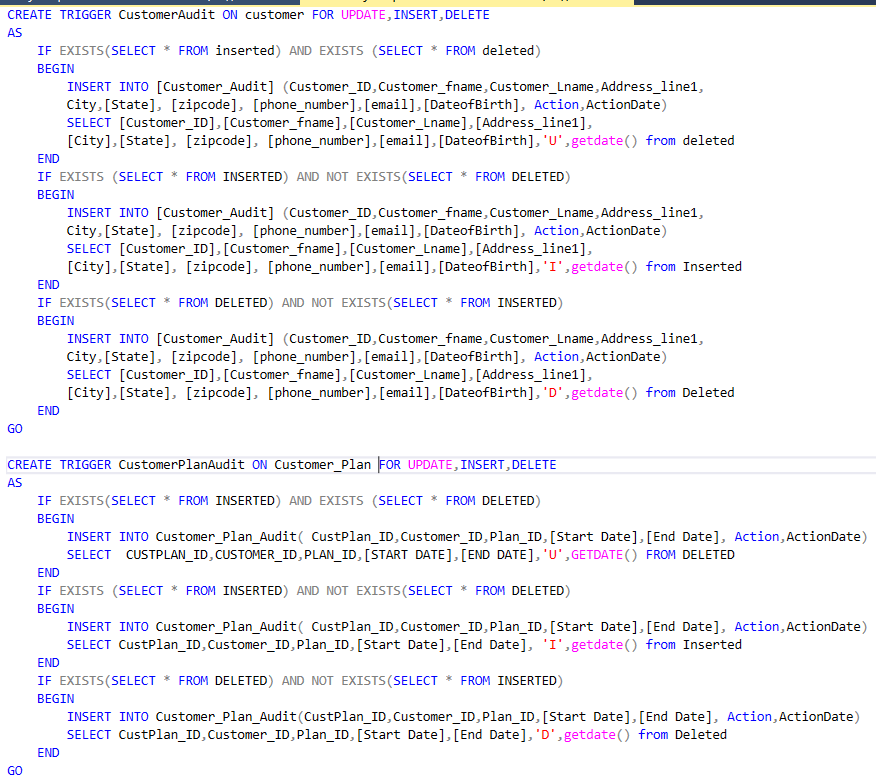 CREATE TRIGGER CustomerAudit ON customer FOR UPDATE,INSERT,DELETE
AS
    IF EXISTS(SELECT * FROM inserted) AND EXISTS (SELECT * FROM deleted)
    BEGIN
        INSERT INTO [Customer_Audit] (Customer_ID,Customer_fname,Customer_Lname,Address_line1,
        City,[State], [zipcode], [phone_number],[email],[DateofBirth], Action,ActionDate)
        SELECT [Customer_ID],[Customer_fname],[Customer_Lname],[Address_line1],
        [City],[State], [zipcode], [phone_number],[email],[DateofBirth],'U',getdate() from deleted
    END
    IF EXISTS (SELECT * FROM INSERTED) AND NOT EXISTS(SELECT * FROM DELETED)
    BEGIN
        INSERT INTO [Customer_Audit] (Customer_ID,Customer_fname,Customer_Lname,Address_line1,
        City,[State], [zipcode], [phone_number],[email],[DateofBirth], Action,ActionDate)
        SELECT [Customer_ID],[Customer_fname],[Customer_Lname],[Address_line1],
        [City],[State], [zipcode], [phone_number],[email],[DateofBirth],'I',getdate() from Inserted
    END
    IF EXISTS(SELECT * FROM DELETED) AND NOT EXISTS(SELECT * FROM INSERTED)
    BEGIN
        INSERT INTO [Customer_Audit] (Customer_ID,Customer_fname,Customer_Lname,Address_line1,
        City,[State], [zipcode], [phone_number],[email],[DateofBirth], Action,ActionDate)
        SELECT [Customer_ID],[Customer_fname],[Customer_Lname],[Address_line1],
        [City],[State], [zipcode], [phone_number],[email],[DateofBirth],'D',getdate() from Deleted
    END
GO

CREATE TRIGGER CustomerPlanAudit ON Customer_Plan FOR UPDATE,INSERT,DELETE
AS
    IF EXISTS(SELECT * FROM INSERTED) AND EXISTS (SELECT * FROM DELETED)
    BEGIN
        INSERT INTO Customer_Plan_Audit( CustPlan_ID,Customer_ID,Plan_ID,[Start Date],[End Date], Action,ActionDate)
        SELECT  CUSTPLAN_ID,CUSTOMER_ID,PLAN_ID,[START DATE],[END DATE],'U',GETDATE() FROM DELETED
    END
    IF EXISTS (SELECT * FROM INSERTED) AND NOT EXISTS(SELECT * FROM DELETED)
    BEGIN
        INSERT INTO Customer_Plan_Audit( CustPlan_ID,Customer_ID,Plan_ID,[Start Date],[End Date], Action,ActionDate)
        SELECT CustPlan_ID,Customer_ID,Plan_ID,[Start Date],[End Date], 'I',getdate() from Inserted
    END
    IF EXISTS(SELECT * FROM DELETED) AND NOT EXISTS(SELECT * FROM INSERTED)
    BEGIN
        INSERT INTO Customer_Plan_Audit(CustPlan_ID,Customer_ID,Plan_ID,[Start Date],[End Date], Action,ActionDate)
        SELECT CustPlan_ID,Customer_ID,Plan_ID,[Start Date],[End Date],'D',getdate() from Deleted
    END
GO